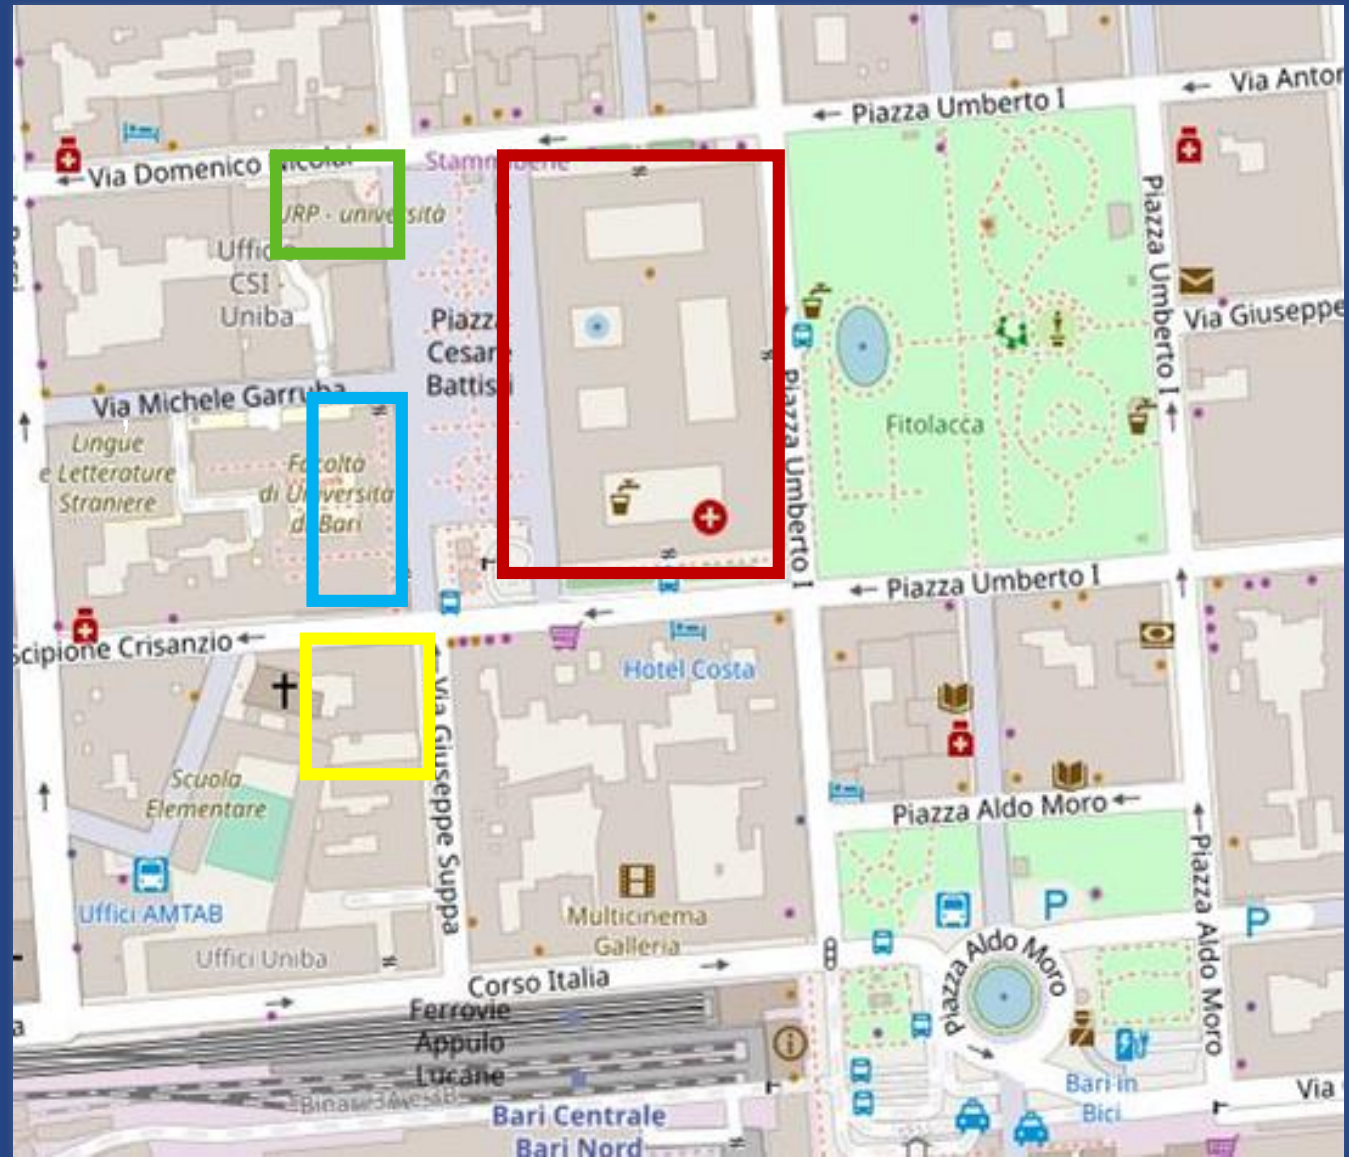 Via Anton
Piazza Umberto I
Via Domenico Nicolai
Stammibene
URP - università
Uffici
CSI -
Uniba
Piazza
Cesare
Battisti
Piazza Umberto I
Via Giuseppe
Via Michele Garruba
Lingue
e Letterature
Straniere
Facoltà
di Università
di Bari
Piazza Umberto I
Fitolacca
Piazza Umberto I
Scipione Crisanzio
Hotel Costa
Via Giuseppe Suppa
Scuola
Elementare
Piazza Aldo Moro
P
P
Uffici AMTAB
Multicinema
Galleria
Uffici Uniba
Piazza Aldo Moro
Piazza Aldo Moro
Corso Italia
Ferrovie
Appulo
Lucane
Bari in
Bici
Via
Bari Centrale
Bari Nord